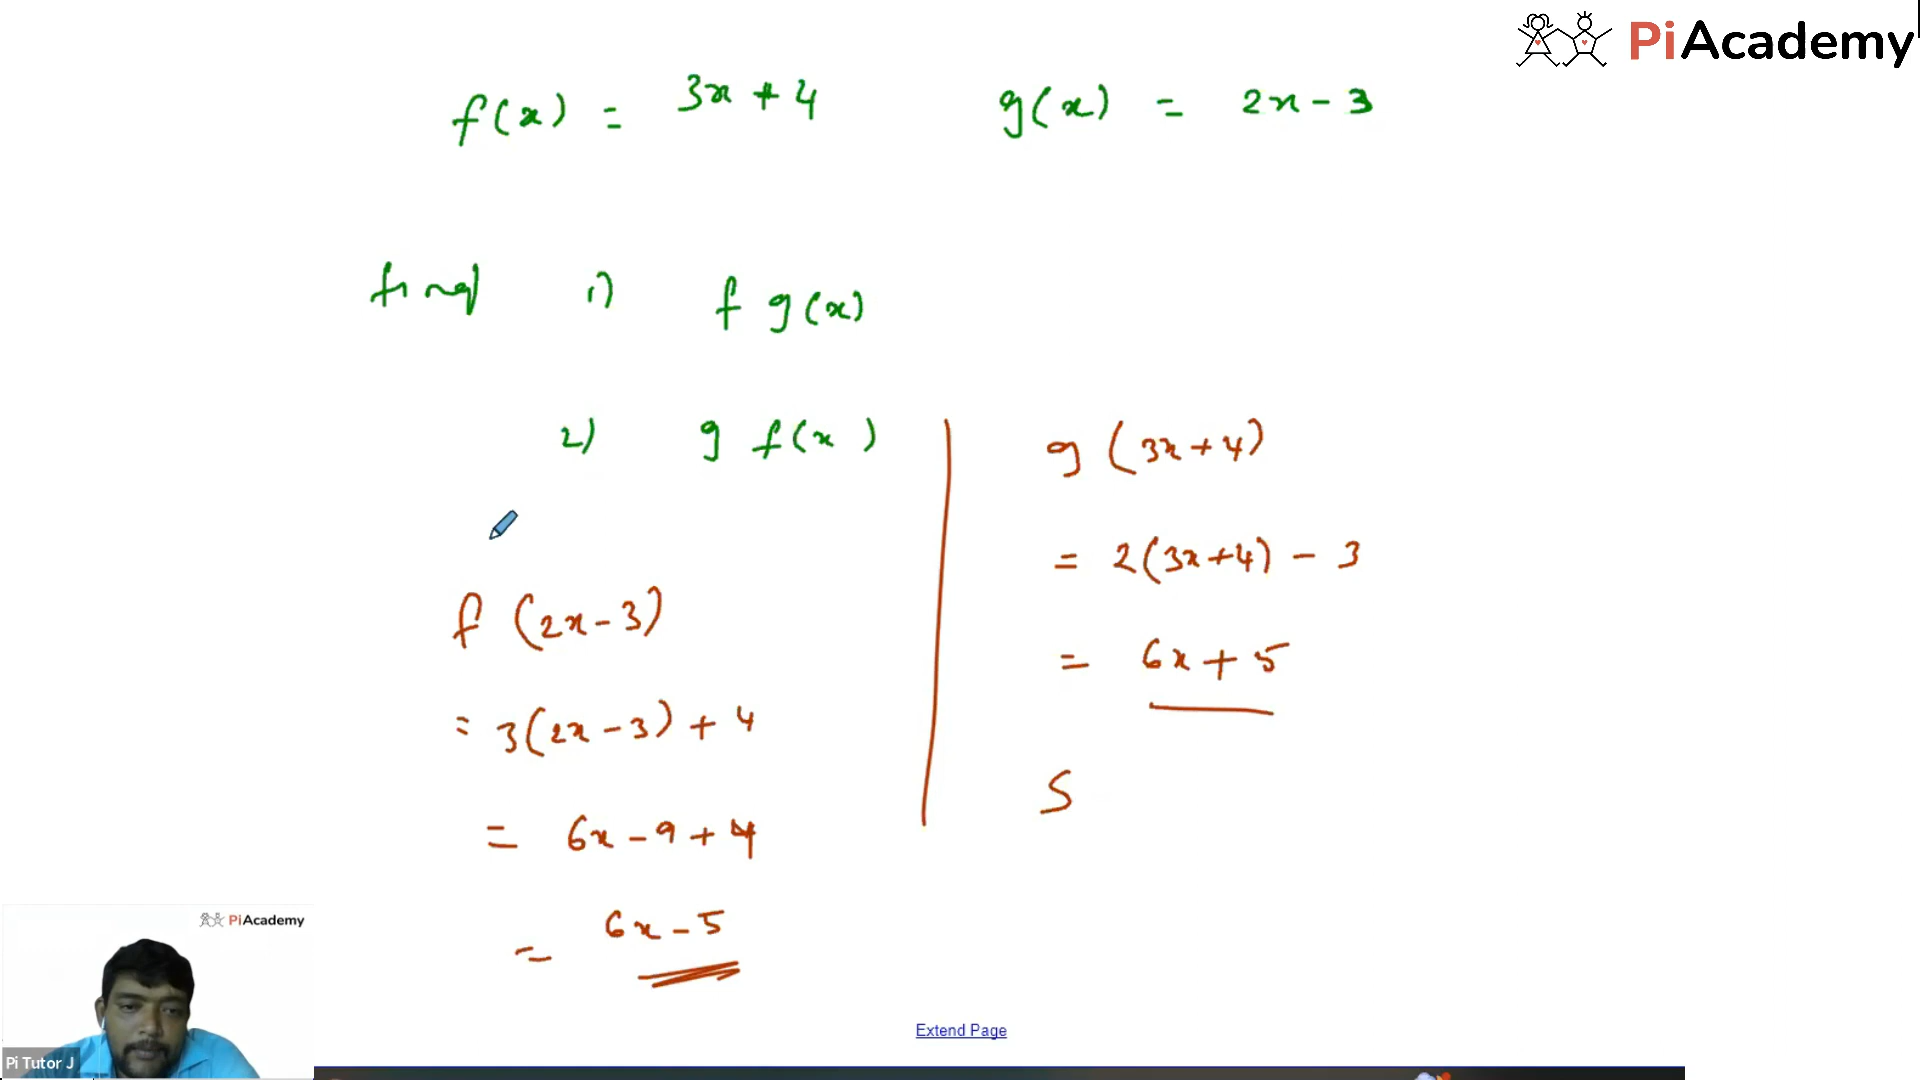 PiAcademy
f(x) = 3x + 4 g(x) = 2x - 3
find 1) f g(x)
2) g f(x)
f (2x - 3)
= 3(2x - 3) + 4
= 6x - 9 + 4
= 6x - 5
g (3x + 4)
= 2(3x + 4) - 3
= 6x + 5
S
PiAcademy
Pi Tutor J
Extend Page